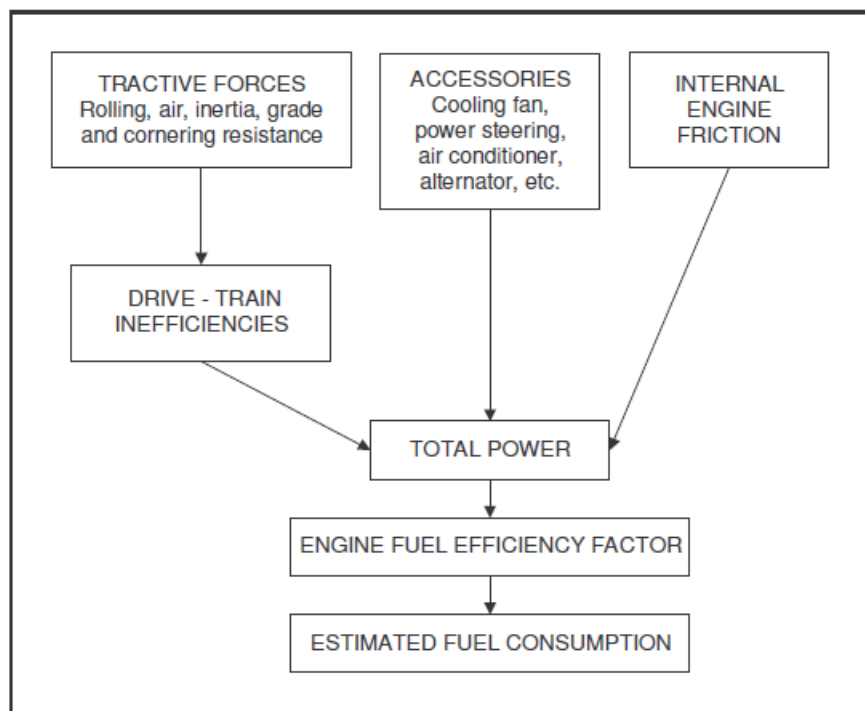 TRACTIVE FORCES
Rolling, air, inertia, grade
and cornering resistance
ACCESSORIES
Cooling fan,
power steering,
air conditioner,
alternator, etc.
INTERNAL
ENGINE
FRICTION
DRIVE - TRAIN
INEFFICIENCIES
TOTAL POWER
ENGINE FUEL EFFICIENCY FACTOR
ESTIMATED FUEL CONSUMPTION